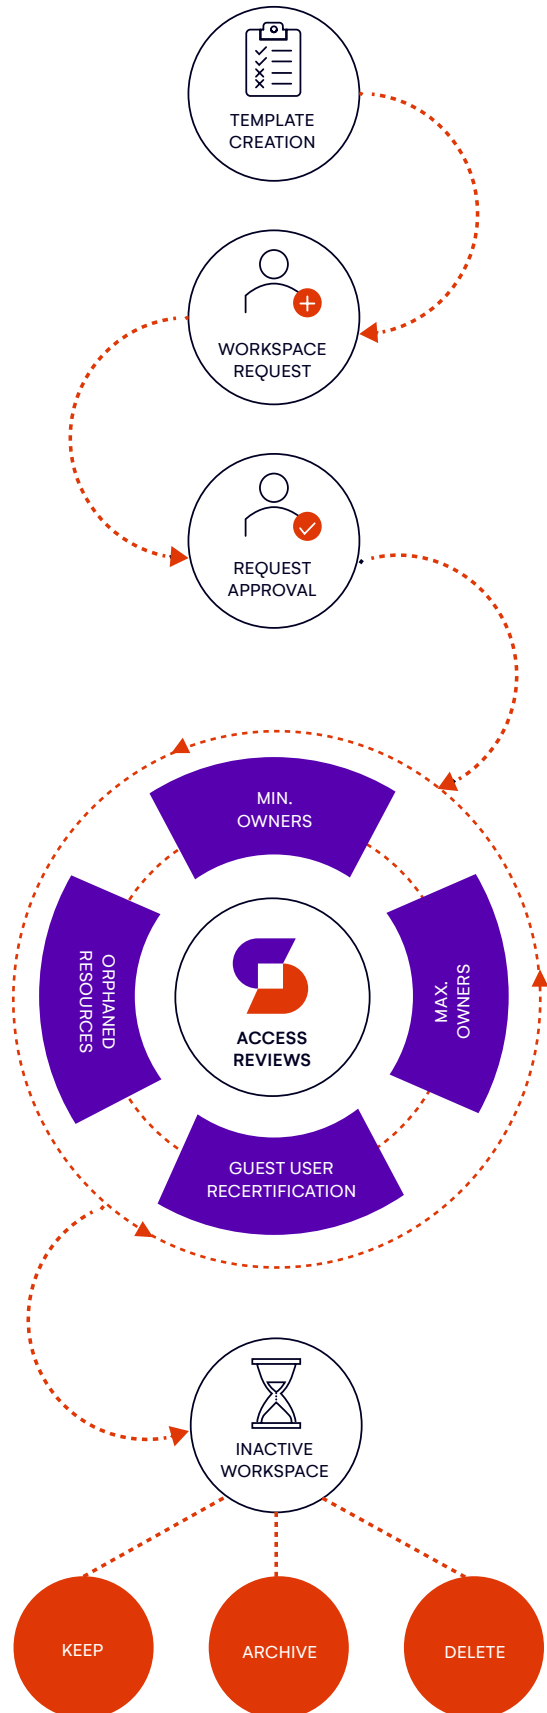 TEMPLATE
CREATION
WORKSPACE
REQUEST
REQUEST
APPROVAL
MIN.
OWNERS
ORPHANED
RESOURCES
MAX.
OWNERS
ACCESS
REVIEWS
GUEST USER
RECERTIFICATION
INACTIVE
WORKSPACE
KEEP
ARCHIVE
DELETE